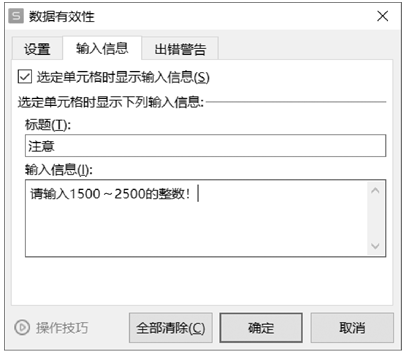 S 数据有效性
设置 输入信息 出错警告
选定单元格时显示输入信息(S)
选定单元格时显示下列输入信息:
标题(T):
注意
输入信息(I):
请输入1500～2500的整数!
操作技巧 全部清除(C) 确定 取消